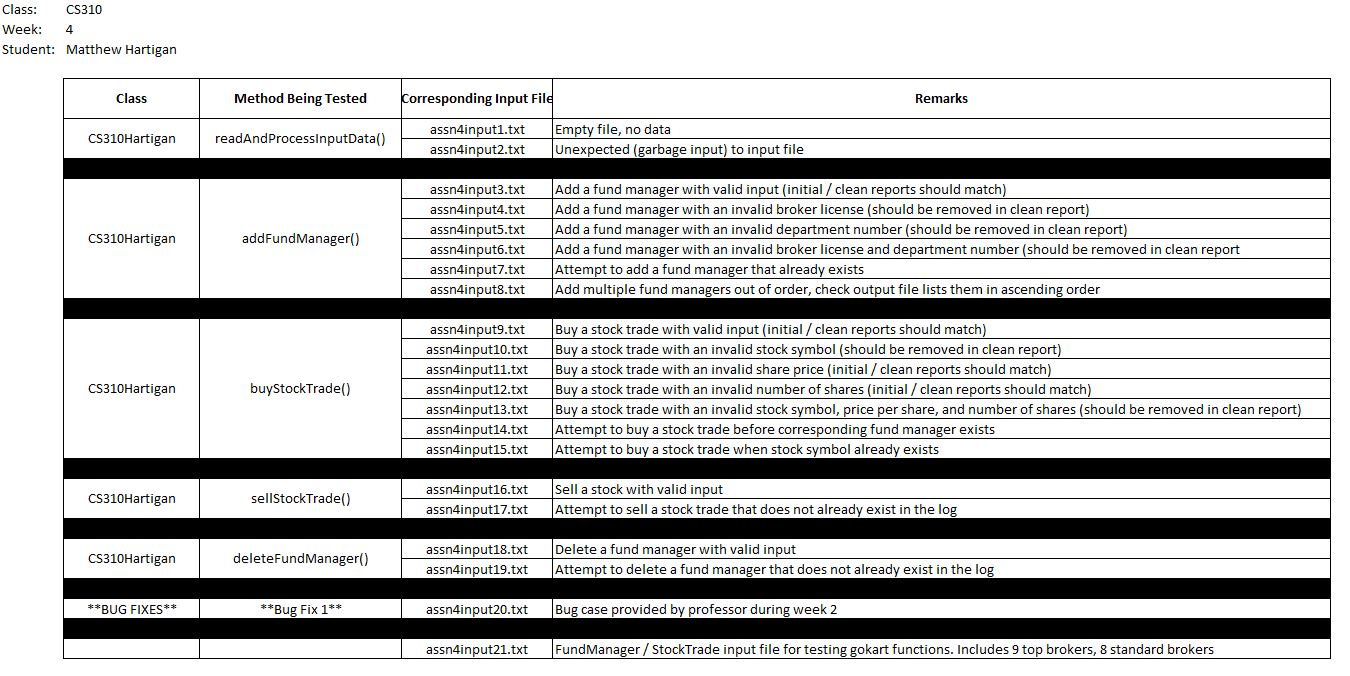 Class: CS310
Week: 4
Student: Matthew Hartigan
Class Method Being Tested Corresponding Input File Remarks
CS310Hartigan readAndProcessInputData() assn4input1.txt Empty file, no data
assn4input2.txt Unexpected (garbage input) to input file
CS310Hartigan addFundManager() assn4input3.txt Add a fund manager with valid input (initial / clean reports should match)
assn4input4.txt Add a fund manager with an invalid broker license (should be removed in clean report)
assn4input5.txt Add a fund manager with an invalid department number (should be removed in clean report)
assn4input6.txt Add a fund manager with an invalid broker license and department number (should be removed in clean report
assn4input7.txt Attempt to add a fund manager that already exists
assn4input8.txt Add multiple fund managers out of order, check output file lists them in ascending order
CS310Hartigan buyStockTrade() assn4input9.txt Buy a stock trade with valid input (initial / clean reports should match)
assn4input10.txt Buy a stock trade with an invalid stock symbol (should be removed in clean report)
assn4input11.txt Buy a stock trade with an invalid share price (initial / clean reports should match)
assn4input12.txt Buy a stock trade with an invalid number of shares (initial / clean reports should match)
assn4input13.txt Buy a stock trade with an invalid stock symbol, price per share, and number of shares (should be removed in clean report)
assn4input14.txt Attempt to buy a stock trade before corresponding fund manager exists
assn4input15.txt Attempt to buy a stock trade when stock symbol already exists
CS310Hartigan sellStockTrade() assn4input16.txt Sell a stock with valid input
assn4input17.txt Attempt to sell a stock trade that does not already exist in the log
CS310Hartigan deleteFundManager() assn4input18.txt Delete a fund manager with valid input
assn4input19.txt Attempt to delete a fund manager that does not already exist in the log
**BUG FIXES** **Bug Fix 1** assn4input20.txt Bug case provided by professor during week 2
assn4input21.txt FundManager / StockTrade input file for testing gokart functions. Includes 9 top brokers, 8 standard brokers